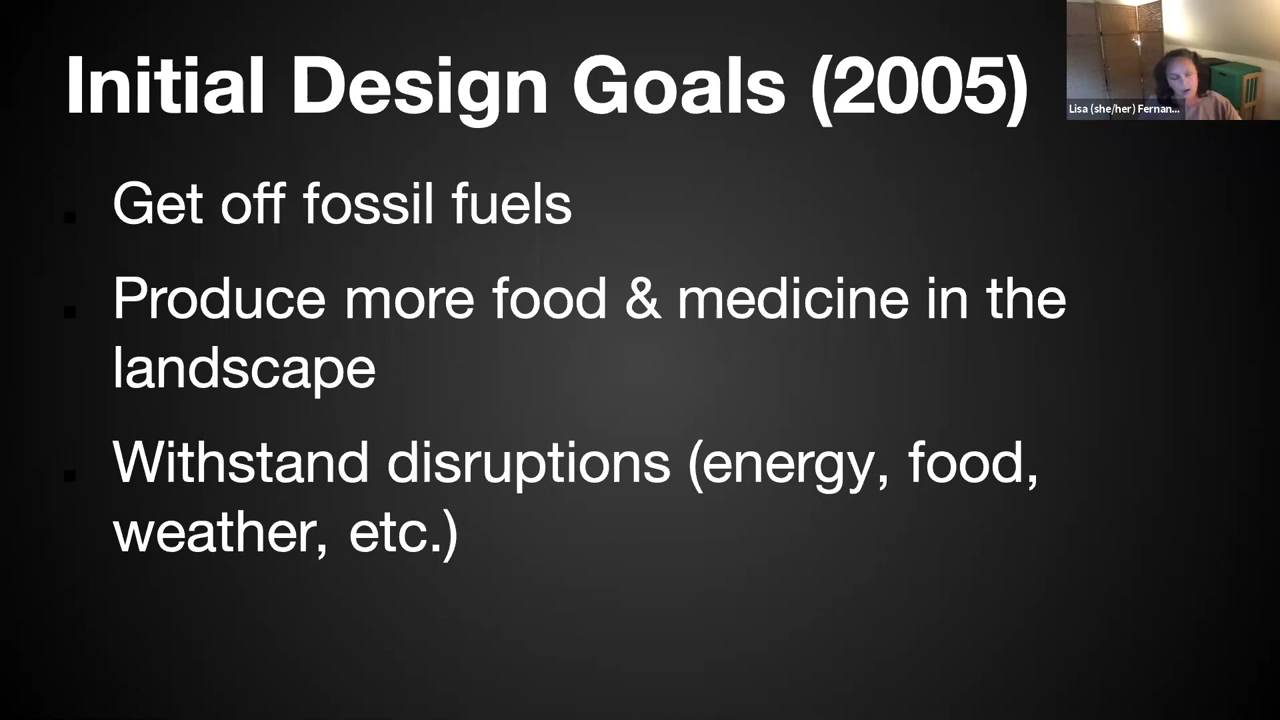 Initial Design Goals (2005)
Lisa (she/her) Fernan...
Get off fossil fuels
Produce more food & medicine in the
landscape
Withstand disruptions (energy, food,
weather, etc.)